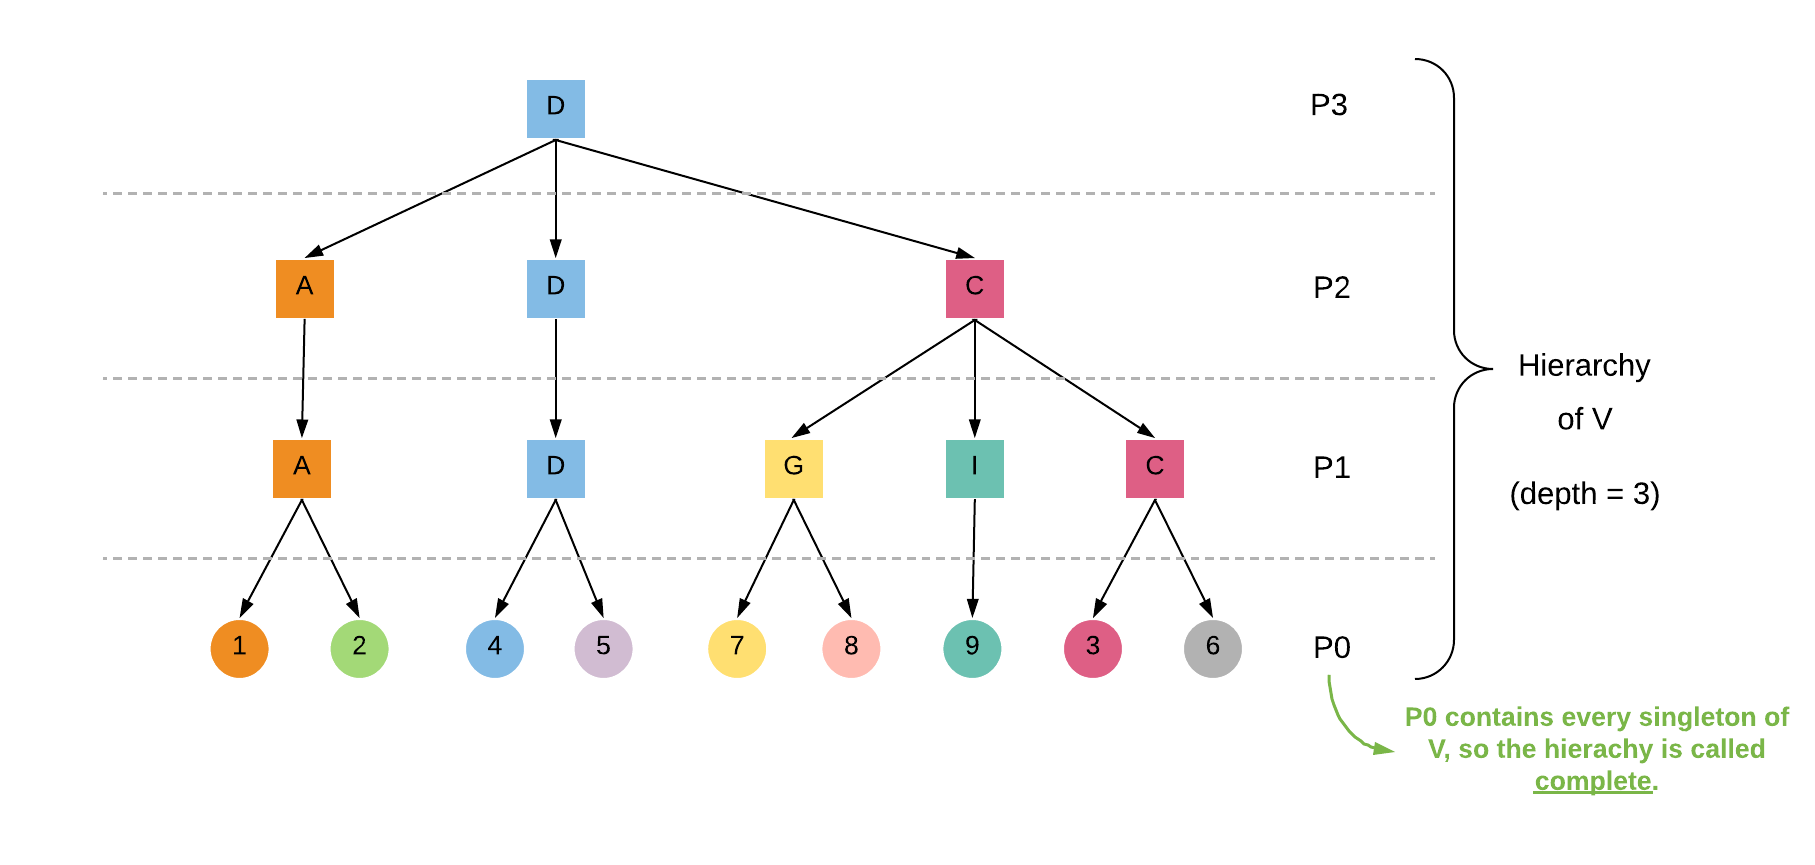 D
P3
A
D
C
P2
Hierarchy
of V
A
D
G
I
C
P1
(depth = 3)
1
2
4
5
7
8
9
3
6
P0
P0 contains every singleton of
V, so the hierachy is called
complete.